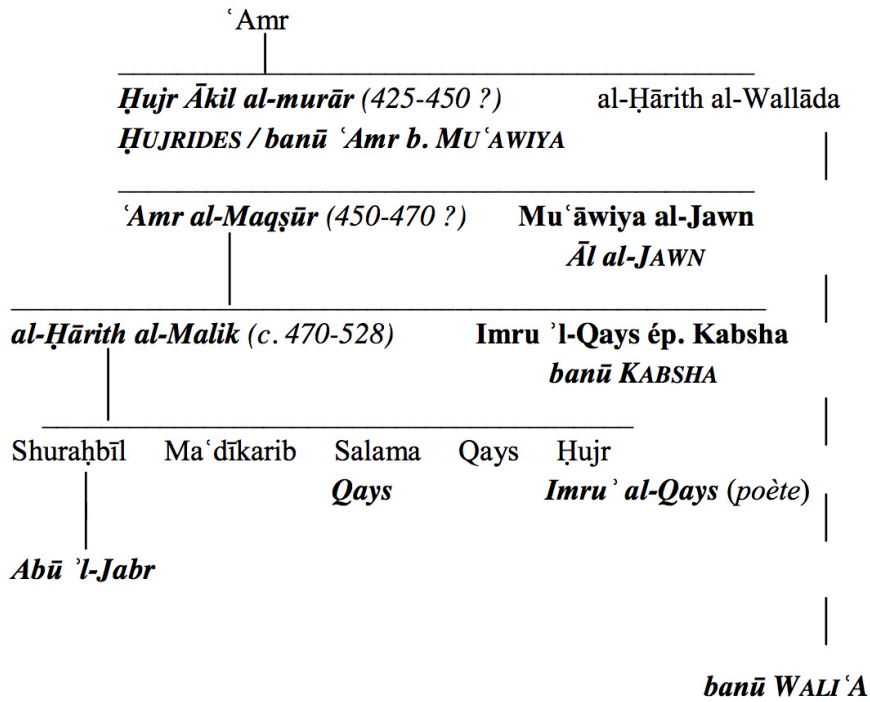 ʿAmr
Ḥujr Ākil al-murār (425-450 ?) al-Ḥārith al-Wallāda
ḤUJRIDES / banū ʿAmr b. MUʿAWIYA
ʿAmr al-Maqṣūr (450-470 ?) Muʿāwiya al-Jawn
Āl al-JAWN
al-Ḥārith al-Malik (c. 470-528) Imru ʾl-Qays ép. Kabsha
banū KABSHA
Shuraḥbīl Maʿdīkarib Salama Qays Ḥujr
Qays Imruʾ al-Qays (poète)
Abū ʾl-Jabr
banū WALIʿA